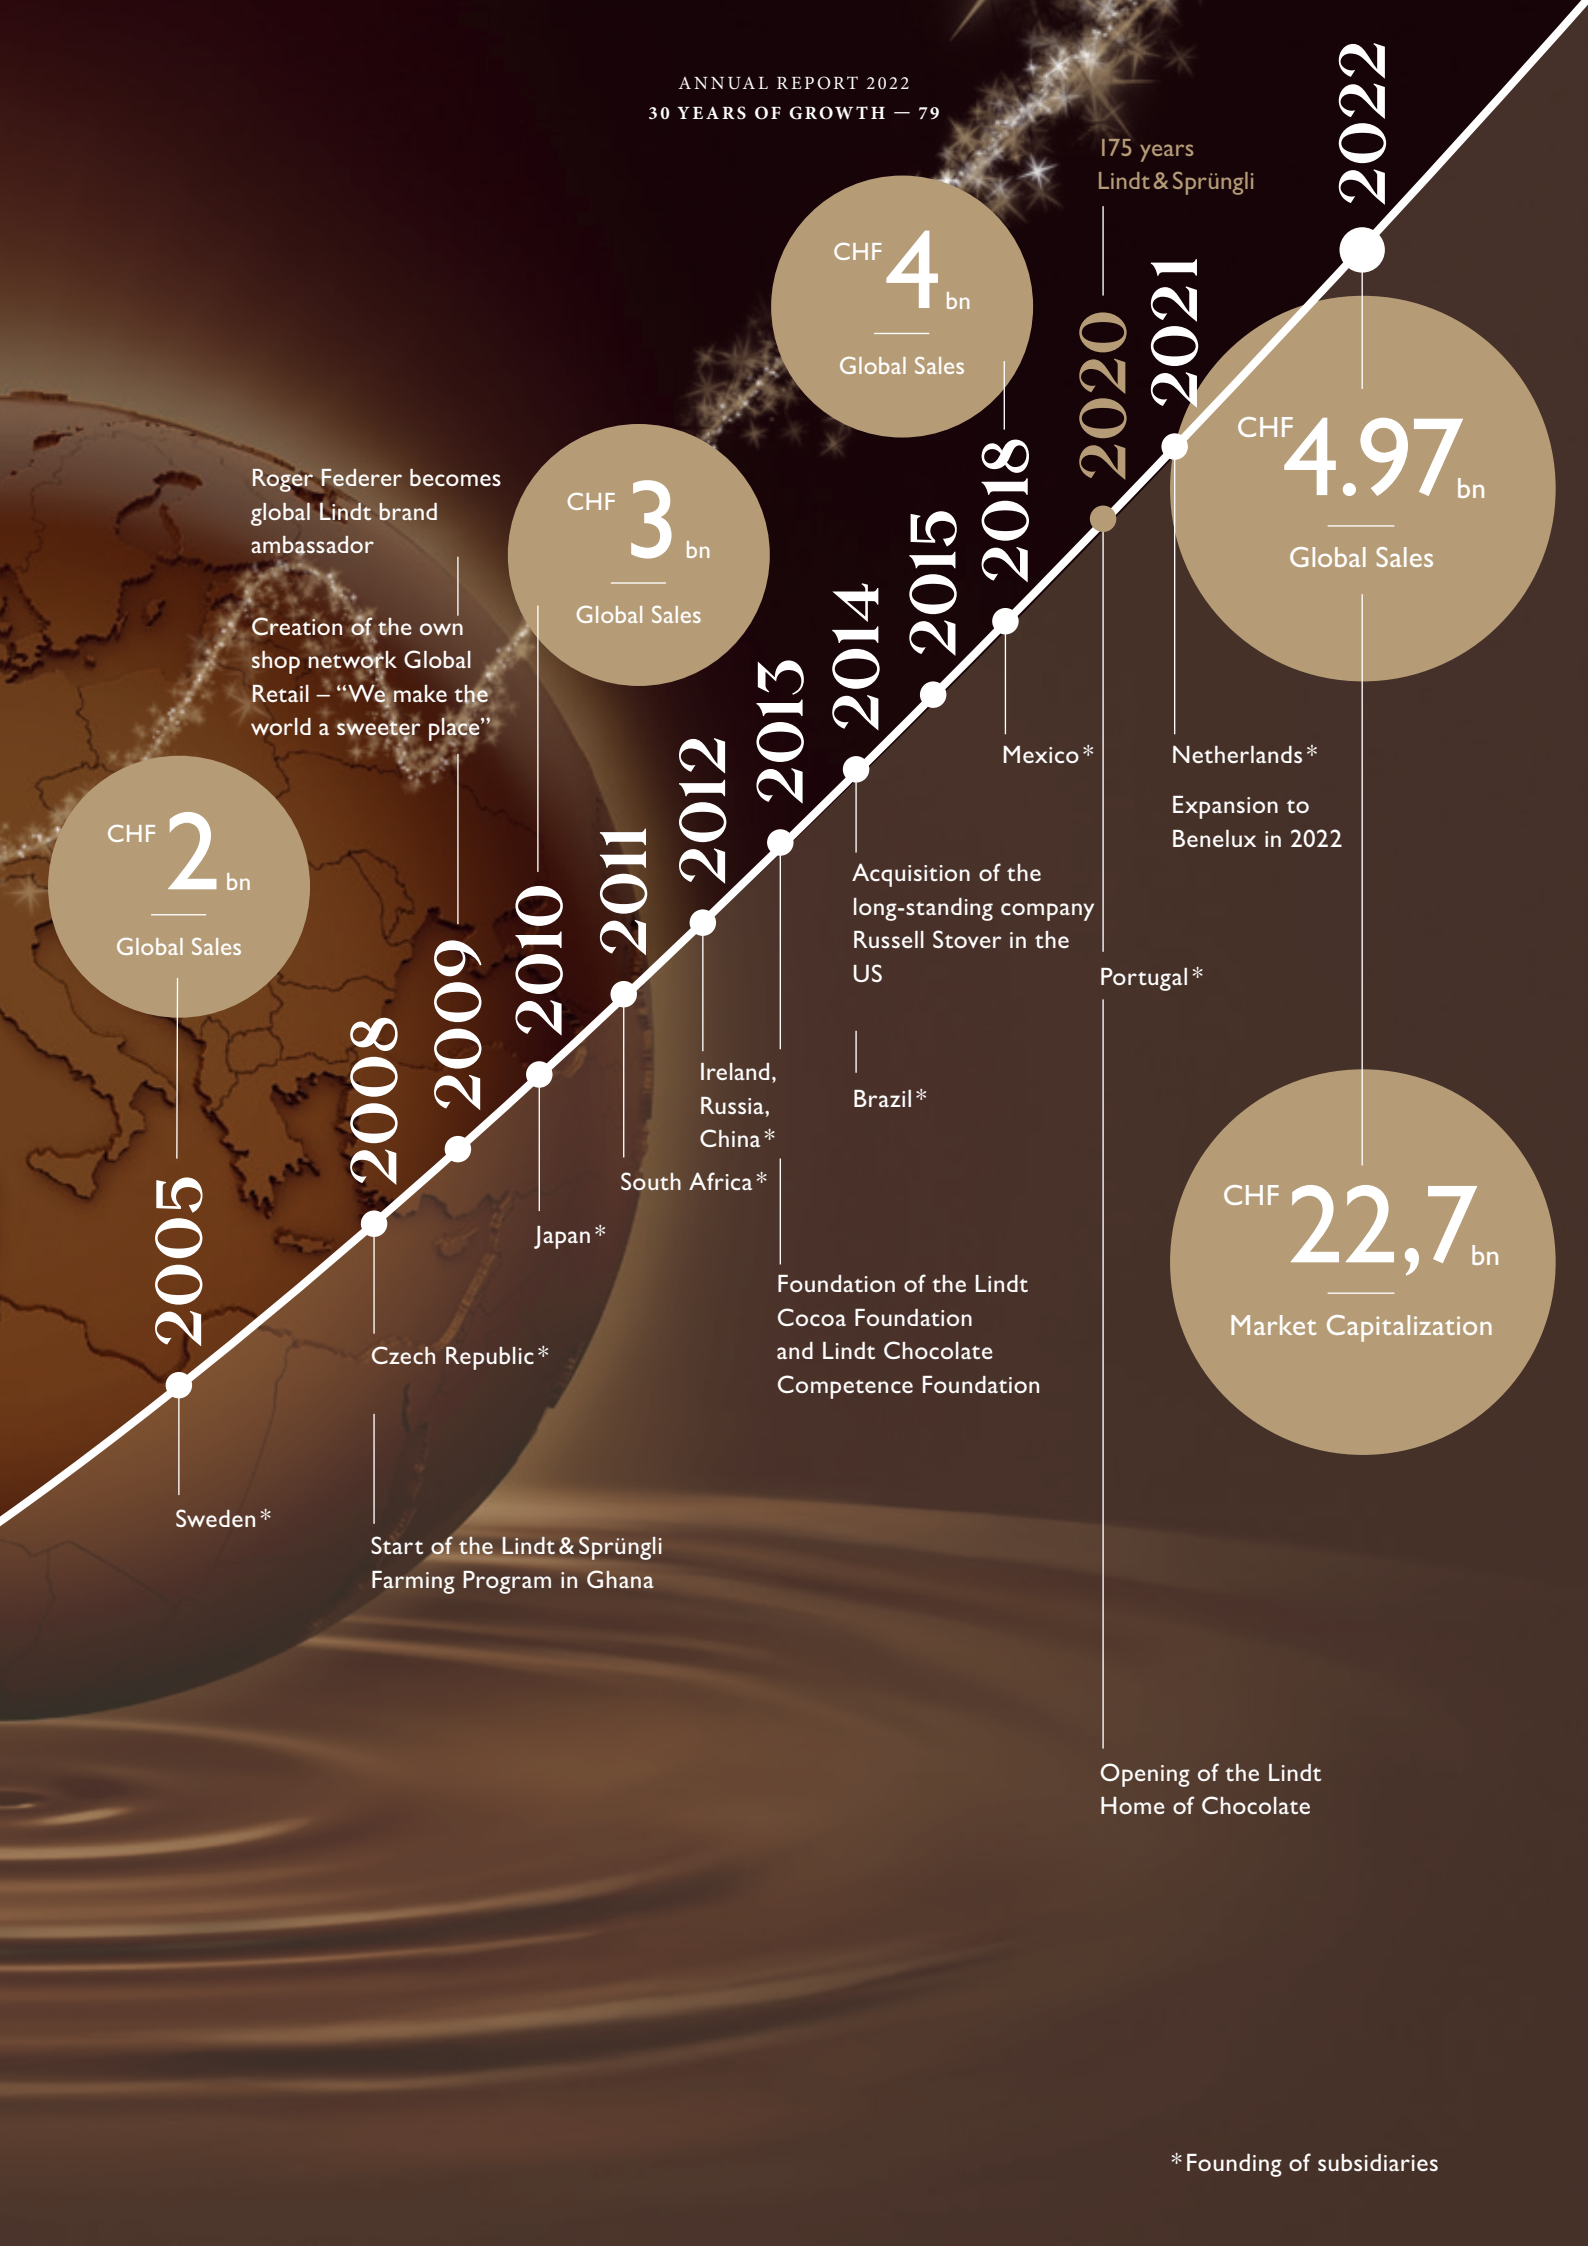 ANNUAL REPORT 2022
30 YEARS OF GROWTH — 79
175 years
Lindt & Sprüngli
2022
CHF 4 bn
Global Sales
2021
2020
CHF 4.97 bn
Global Sales
Roger Federer becomes
global Lindt brand
ambassador
CHF 3 bn
Global Sales
2018
2015
2014
Creation of the own
shop network Global
Retail – “We make the
world a sweeter place”
2013
2012
Mexico*
Netherlands*
Expansion to
Benelux in 2022
CHF 2 bn
Global Sales
2011
2010
2009
2008
Acquisition of the
long-standing company
Russell Stover in the
US
Portugal*
Brazil*
Ireland,
Russia,
China*
South Africa*
Japan*
2005
CHF 22,7 bn
Market Capitalization
Foundation of the Lindt
Cocoa Foundation
and Lindt Chocolate
Competence Foundation
Czech Republic*
Sweden*
Start of the Lindt & Sprüngli
Farming Program in Ghana
Opening of the Lindt
Home of Chocolate
*Founding of subsidiaries